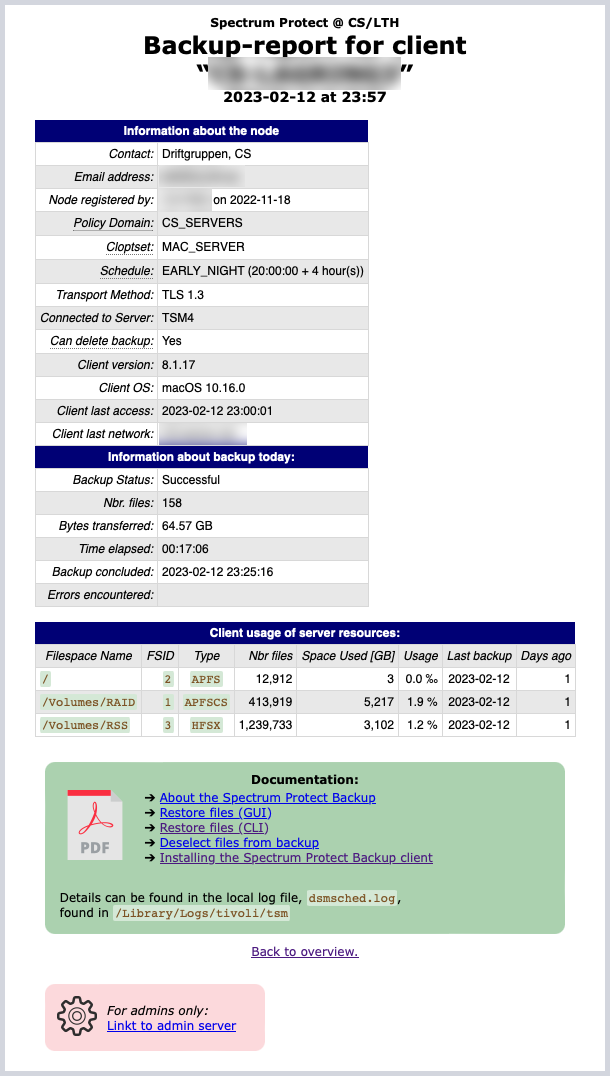 Spectrum Protect @ CS/LTH
Backup-report for client
“ ”
2023-02-12 at 23:57
Information about the node
Contact: Driftgruppen, CS
Email address:
Node registered by: on 2022-11-18
Policy Domain: CS_SERVERS
Cloptset: MAC_SERVER
Schedule: EARLY_NIGHT (20:00:00 + 4 hour(s))
Transport Method: TLS 1.3
Connected to Server: TSM4
Can delete backup: Yes
Client version: 8.1.17
Client OS: macOS 10.16.0
Client last access: 2023-02-12 23:00:01
Client last network:
Information about backup today:
Backup Status: Successful
Nbr. files: 158
Bytes transferred: 64.57 GB
Time elapsed: 00:17:06
Backup concluded: 2023-02-12 23:25:16
Errors encountered:
Client usage of server resources:
Filespace Name FSID Type Nbr files Space Used [GB] Usage Last backup Days ago
/ 2 APFS 12,912 3 0.0 ‰ 2023-02-12 1
/Volumes/RAID 1 APFSCS 413,919 5,217 1.9 % 2023-02-12 1
/Volumes/RSS 3 HFSX 1,239,733 3,102 1.2 % 2023-02-12 1
Documentation:
➔ About the Spectrum Protect Backup
➔ Restore files (GUI)
➔ Restore files (CLI)
➔ Deselect files from backup
➔ Installing the Spectrum Protect Backup client
PDF
Details can be found in the local log file, dsmsched.log,
found in /Library/Logs/tivoli/tsm
Back to overview.
For admins only:
Linkt to admin server